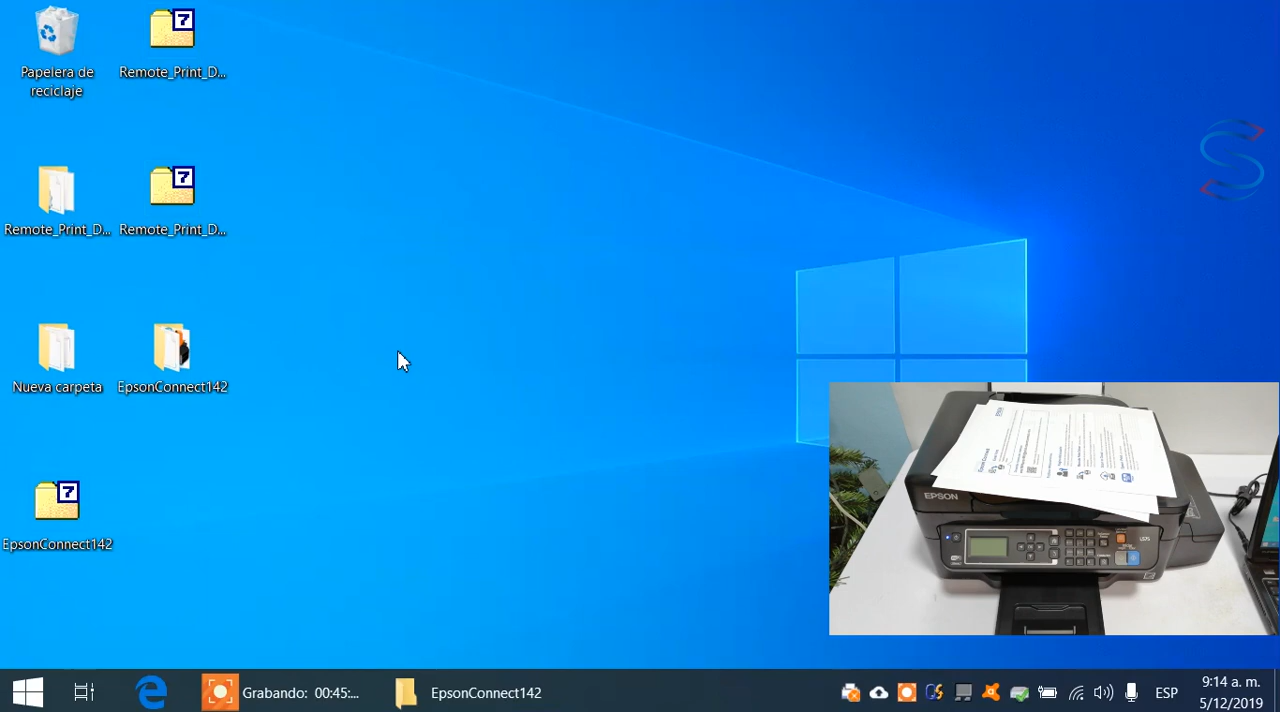 Papelera de
reciclaje
Remote_Print_D...
Remote_Print_D...
Remote_Print_D...
Nueva carpeta
EpsonConnect142
EpsonConnect142
EPSON
L575
Grabando: 00:45:...
EpsonConnect142
ESP
9:14 a. m.
5/12/2019